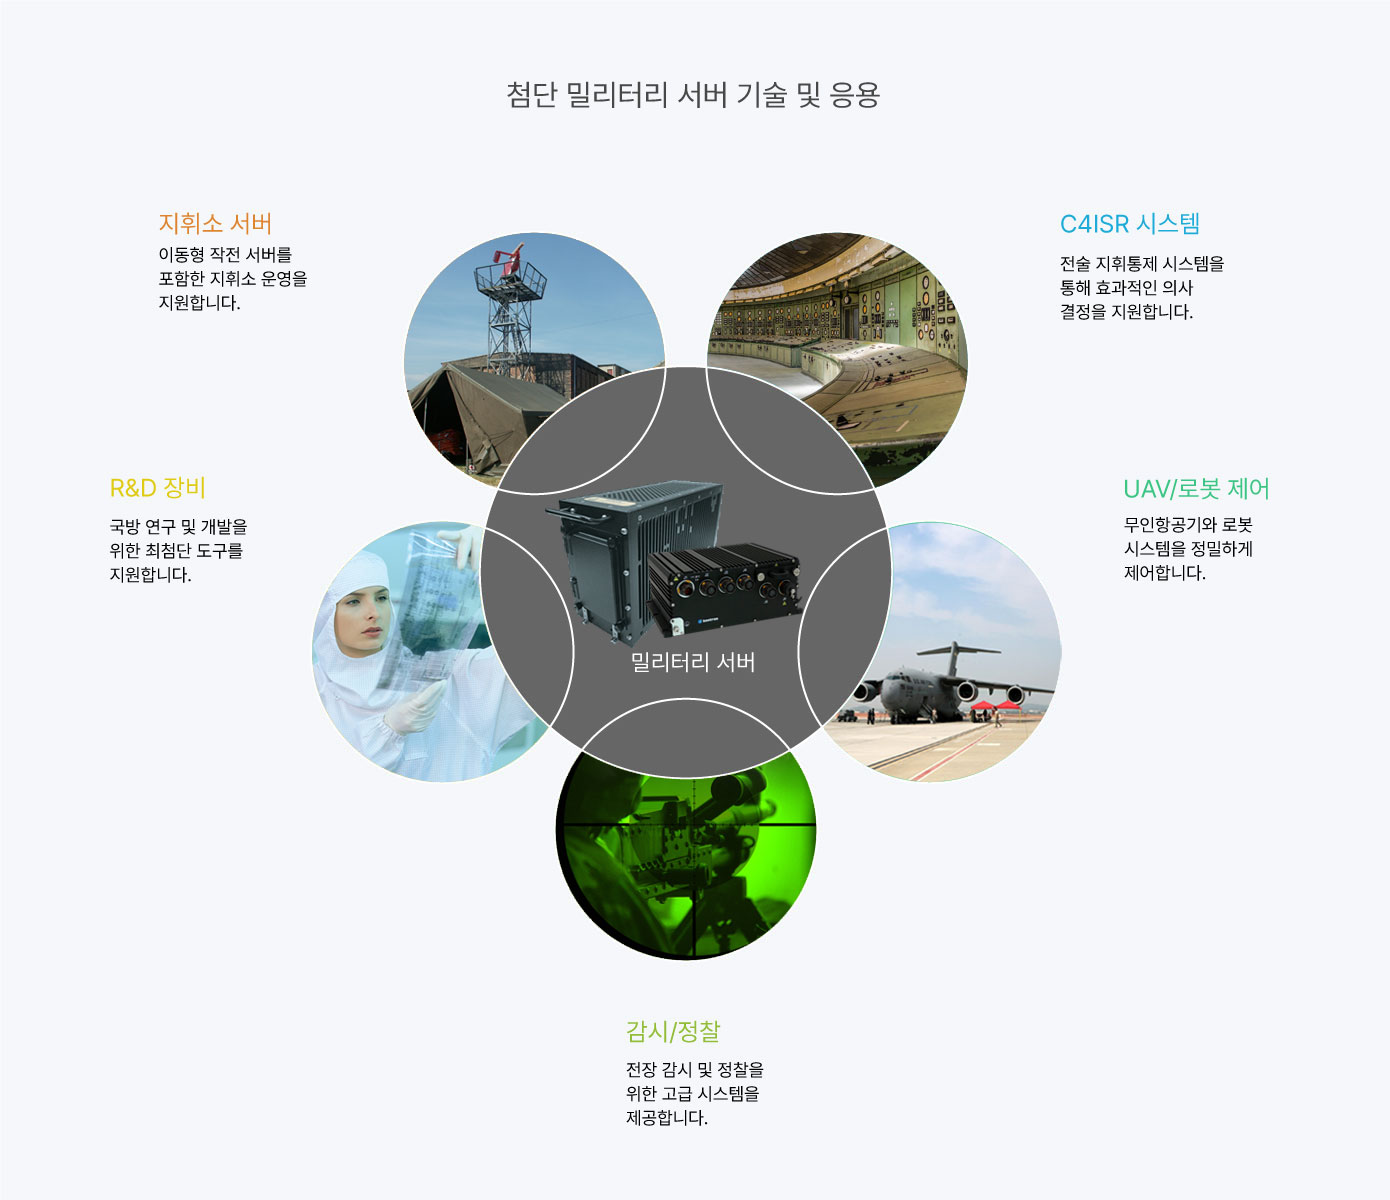 첨단 밀리터리 서버 기술 및 응용
지휘소 서버
이동형 작전 서버를
포함한 지휘소 운영을
지원합니다.
C4ISR 시스템
전술 지휘통제 시스템을
통해 효과적인 의사
결정을 지원합니다.
R&D 장비
국방 연구 및 개발을
위한 최첨단 도구를
지원합니다.
UAV/로봇 제어
무인항공기와 로봇
시스템을 정밀하게
제어합니다.
밀리터리 서버
감시/정찰
전장 감시 및 정찰을
위한 고급 시스템을
제공합니다.